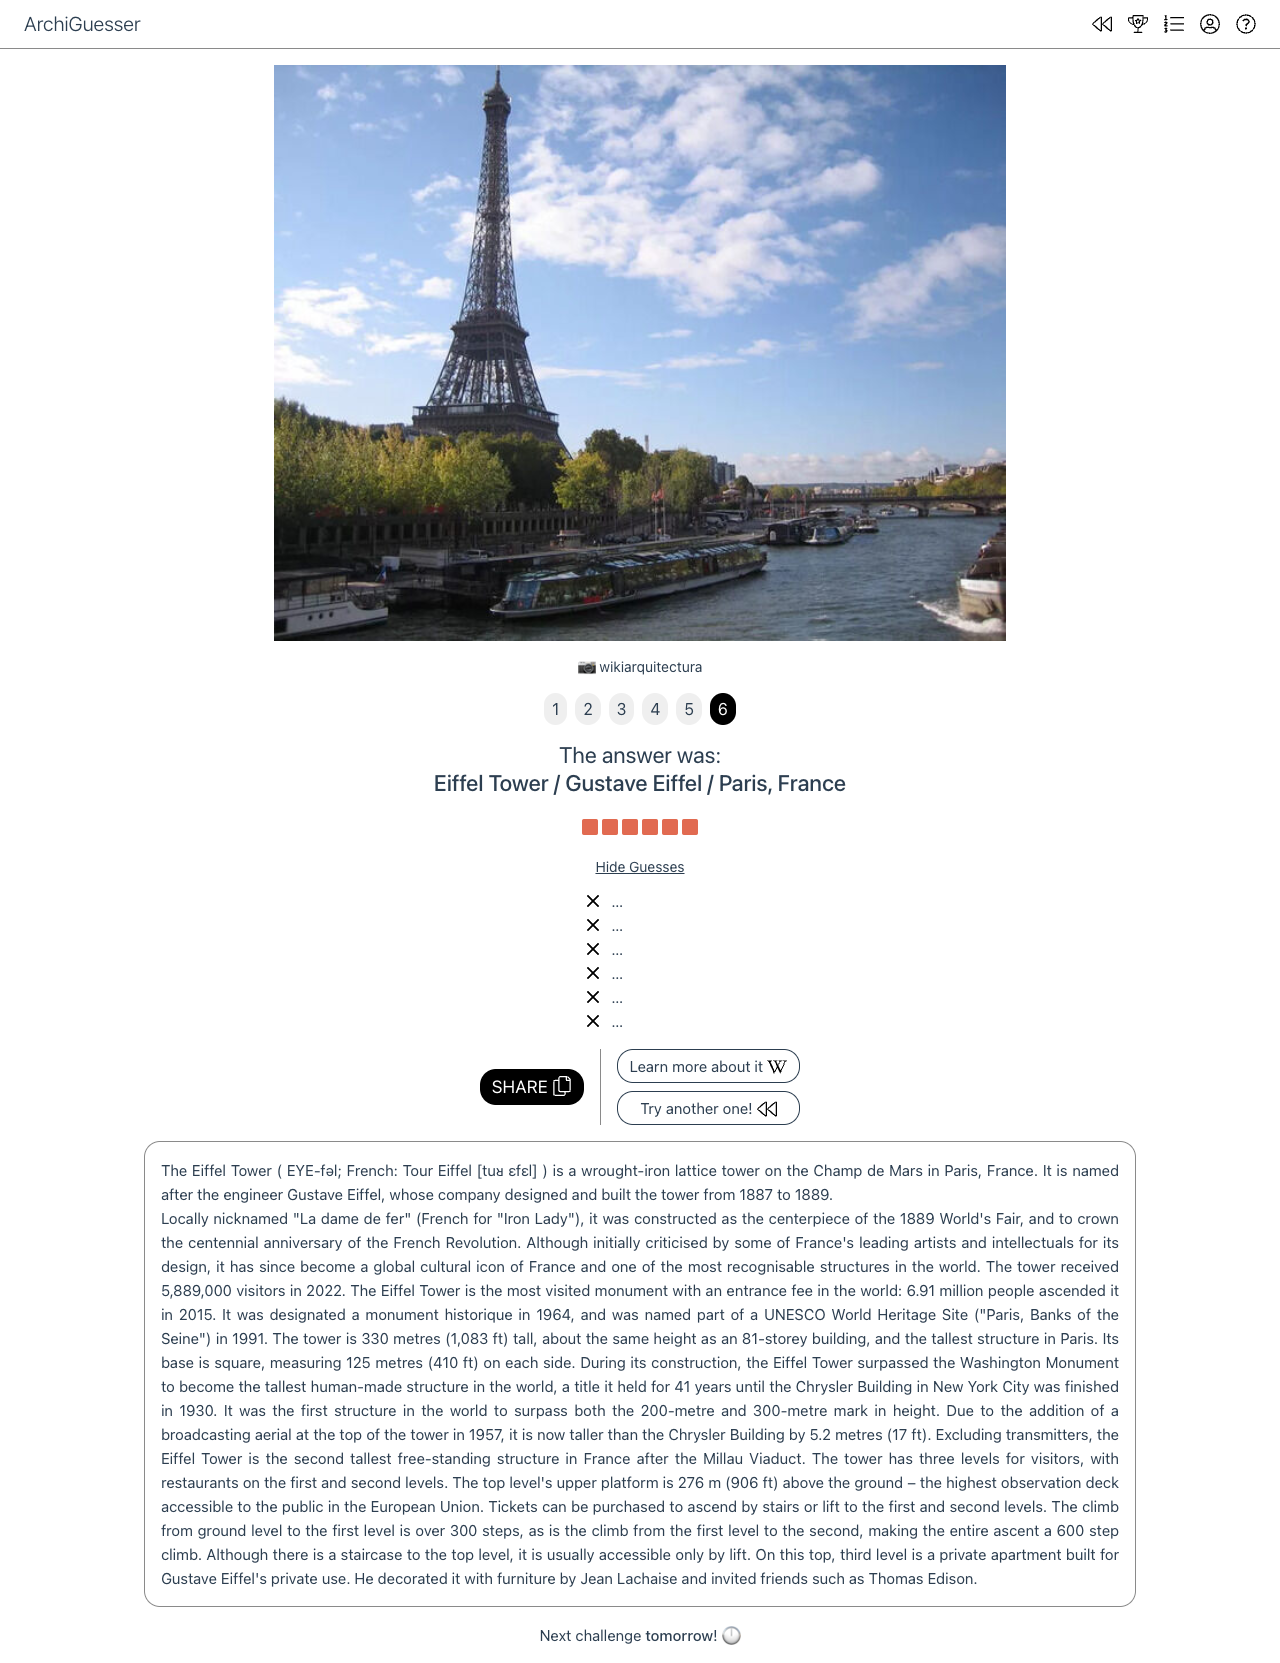 ArchiGuesser
wikiarquitectura
1 2 3 4 5 6
The answer was:
Eiffel Tower / Gustave Eiffel / Paris, France
Hide Guesses
...
...
...
...
...
...
SHARE
Learn more about it
Try another one!
The Eiffel Tower ( EYE-fəl; French: Tour Eiffel [tuʁ ɛfɛl] ) is a wrought-iron lattice tower on the Champ de Mars in Paris, France. It is named
after the engineer Gustave Eiffel, whose company designed and built the tower from 1887 to 1889.
Locally nicknamed "La dame de fer" (French for "Iron Lady"), it was constructed as the centerpiece of the 1889 World's Fair, and to crown
the centennial anniversary of the French Revolution. Although initially criticised by some of France's leading artists and intellectuals for its
design, it has since become a global cultural icon of France and one of the most recognisable structures in the world. The tower received
5,889,000 visitors in 2022. The Eiffel Tower is the most visited monument with an entrance fee in the world: 6.91 million people ascended it
in 2015. It was designated a monument historique in 1964, and was named part of a UNESCO World Heritage Site ("Paris, Banks of the
Seine") in 1991. The tower is 330 metres (1,083 ft) tall, about the same height as an 81-storey building, and the tallest structure in Paris. Its
base is square, measuring 125 metres (410 ft) on each side. During its construction, the Eiffel Tower surpassed the Washington Monument
to become the tallest human-made structure in the world, a title it held for 41 years until the Chrysler Building in New York City was finished
in 1930. It was the first structure in the world to surpass both the 200-metre and 300-metre mark in height. Due to the addition of a
broadcasting aerial at the top of the tower in 1957, it is now taller than the Chrysler Building by 5.2 metres (17 ft). Excluding transmitters, the
Eiffel Tower is the second tallest free-standing structure in France after the Millau Viaduct. The tower has three levels for visitors, with
restaurants on the first and second levels. The top level's upper platform is 276 m (906 ft) above the ground – the highest observation deck
accessible to the public in the European Union. Tickets can be purchased to ascend by stairs or lift to the first and second levels. The climb
from ground level to the first level is over 300 steps, as is the climb from the first level to the second, making the entire ascent a 600 step
climb. Although there is a staircase to the top level, it is usually accessible only by lift. On this top, third level is a private apartment built for
Gustave Eiffel's private use. He decorated it with furniture by Jean Lachaise and invited friends such as Thomas Edison.
Next challenge tomorrow!